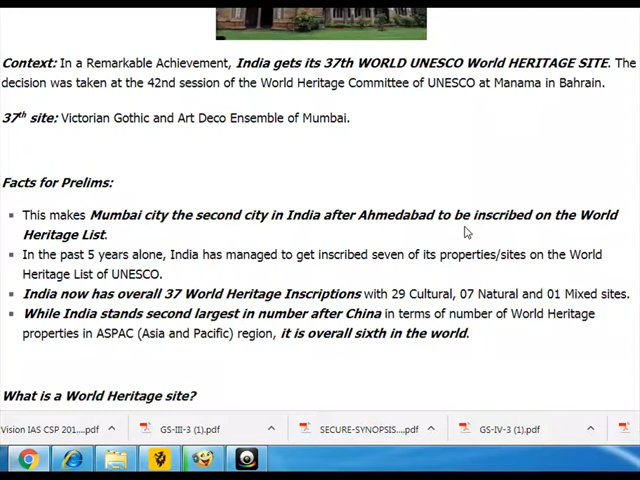 Context: In a Remarkable Achievement, India gets its 37th WORLD UNESCO World HERITAGE SITE. The
decision was taken at the 42nd session of the World Heritage Committee of UNESCO at Manama in Bahrain.
37th site: Victorian Gothic and Art Deco Ensemble of Mumbai.
Facts for Prelims:
This makes Mumbai city the second city in India after Ahmedabad to be inscribed on the World
Heritage List.
In the past 5 years alone, India has managed to get inscribed seven of its properties/sites on the World
Heritage List of UNESCO.
India now has overall 37 World Heritage Inscriptions with 29 Cultural, 07 Natural and 01 Mixed sites.
While India stands second largest in number after China in terms of number of World Heritage
properties in ASPAC (Asia and Pacific) region, it is overall sixth in the world.
What is a World Heritage site?
Vision IAS CSP 201....pdf GS-III-3 (1).pdf SECURE-SYNOPSIS....pdf GS-IV-3 (1).pdf